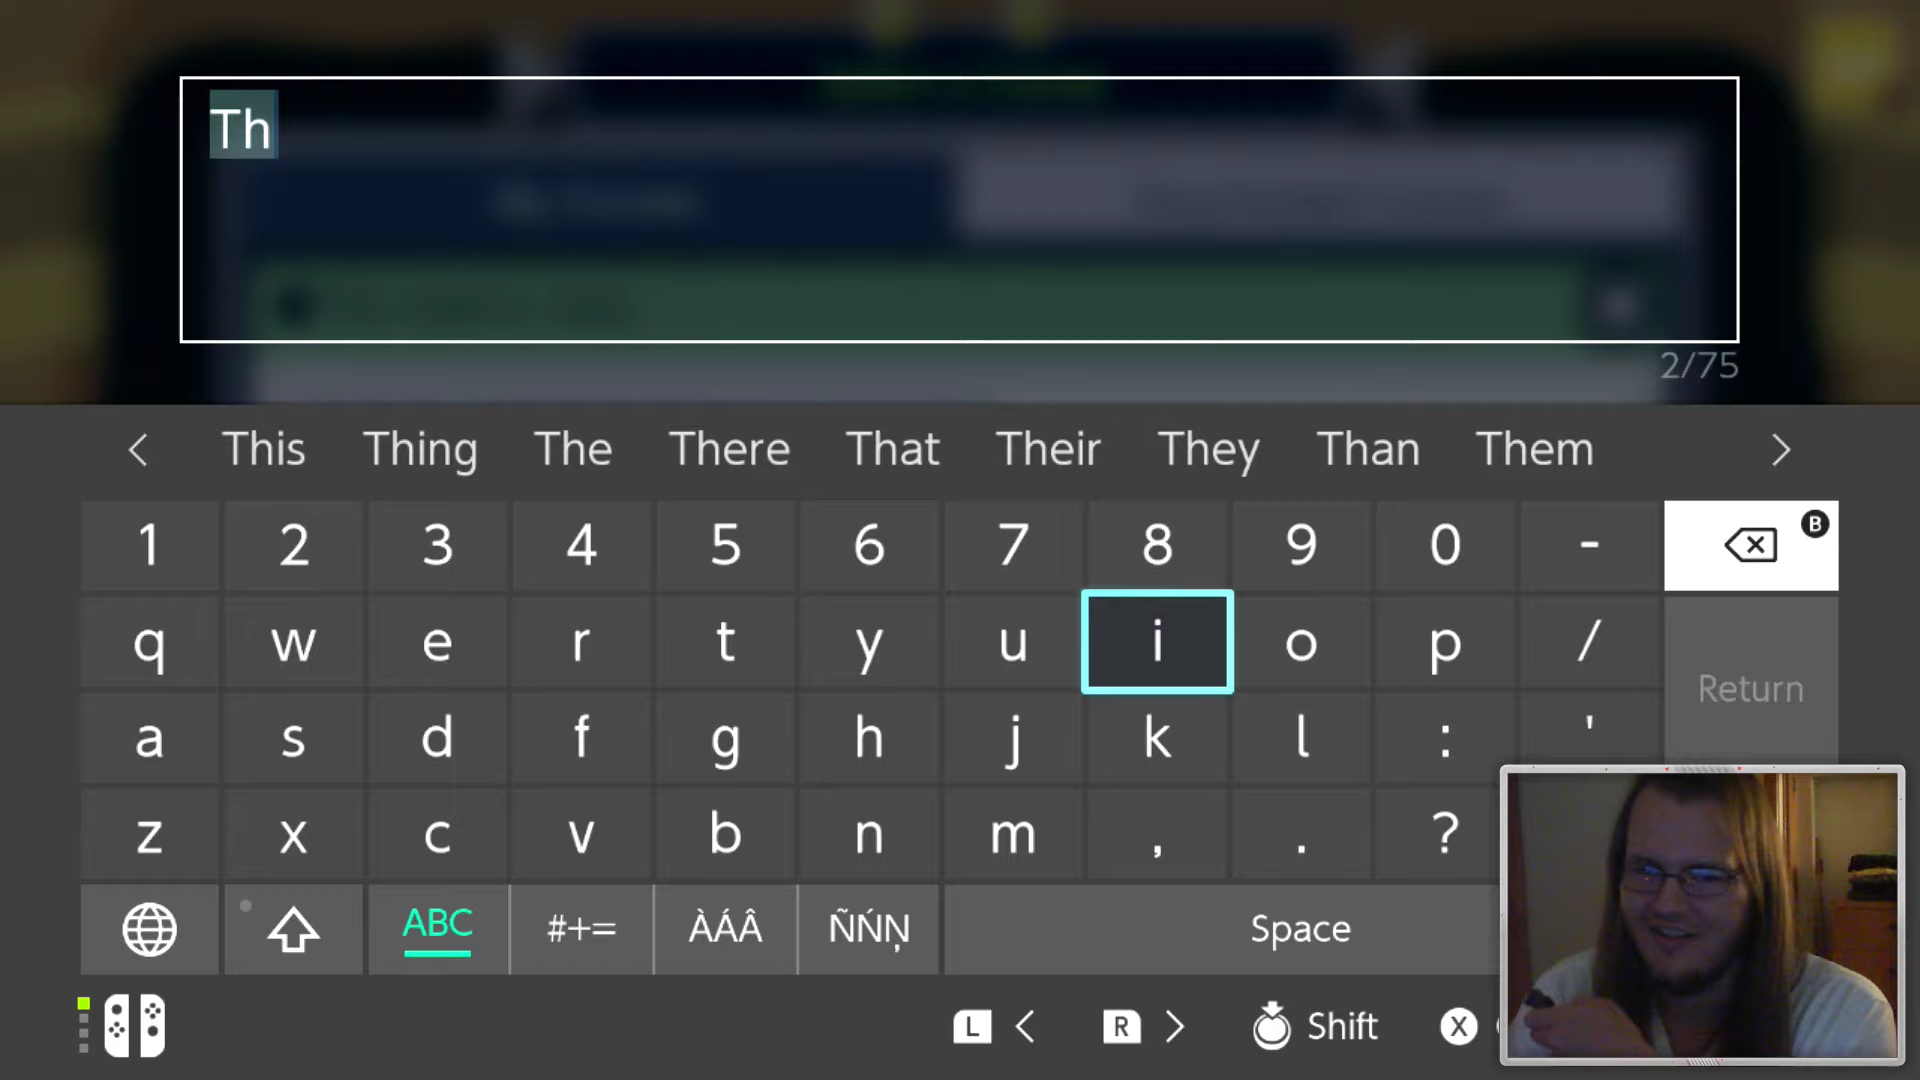 Th
2/75
This Thing The There That Their They Than Them
1 2 3 4 5 6 7 8 9 0 - B
q w e r t y u i o p /
Return
a s d f g h j k l : '
z x c v b n m , . ?
ABC #+= ÀÁÂ ÑŃŅ Space
L R Shift X